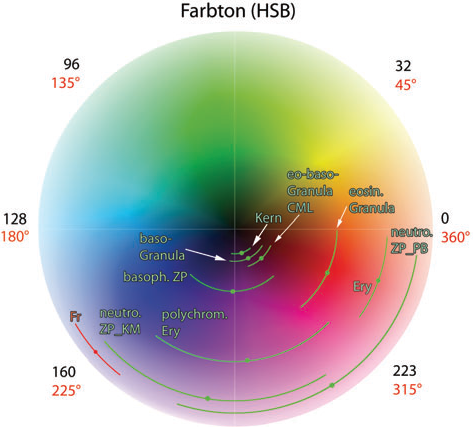 Farbton (HSB)
96
135°
32
45°
eo-baso-
Granula
CML
eosin.
Granula
Kern
128
180°
0
360°
neutro.
ZP_PB
baso-
Granula
basoph. ZP
Ery
Fr
neutro.
ZP_KM
polychrom.
Ery
160
225°
223
315°